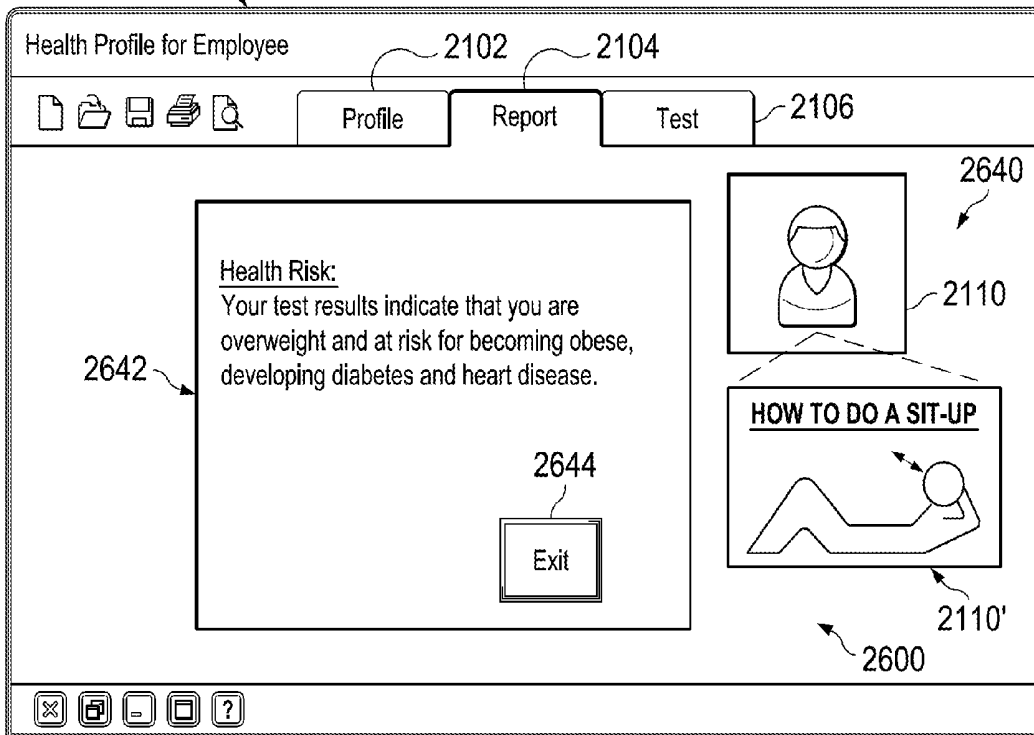 Health Profile for Employee
2102
2104
Profile
Report
Test
2106
2640
2110
Health Risk:
Your test results indicate that you are
overweight and at risk for becoming obese,
developing diabetes and heart disease.
2642
HOW TO DO A SIT-UP
2644
Exit
2110'
2600
?